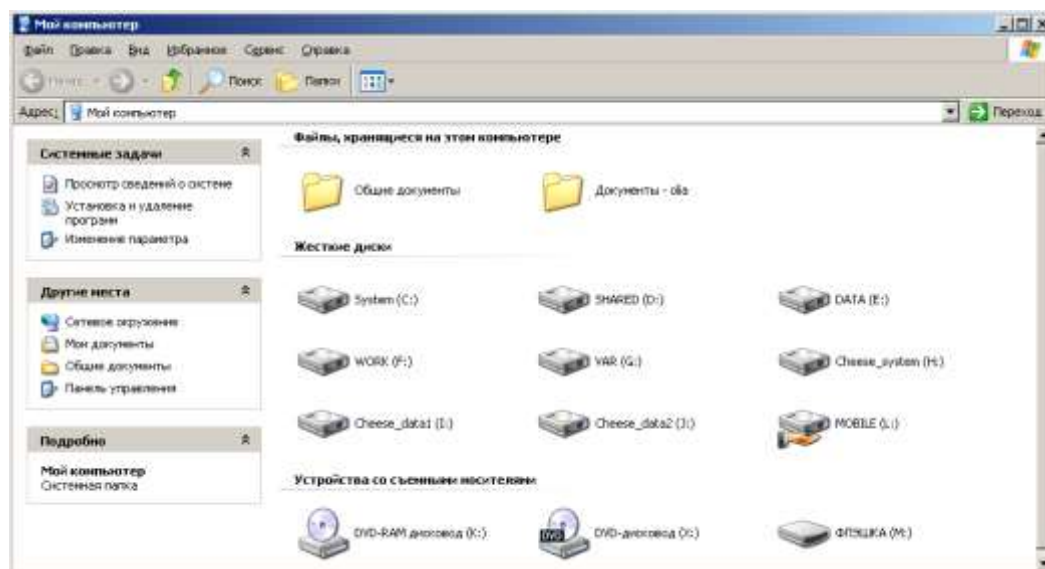 Мой компьютер
Файл Правка Вид Избранное Сервис Справка
Поиск Папки
Адрес: Мой компьютер Переход
Файлы, хранящиеся на этом компьютере
Системные задачи
Просмотр сведений о системе
Установка и удаление
программ
Изменение параметра
Общие документы
Документы - olia
Жесткие диски
Другие места
Сетевое окружение
Мои документы
Общие документы
Панель управления
System (C:)
SHARED (D:)
DATA (E:)
WORK (F:)
VAR (G:)
Cheese_system (H:)
Cheese_data1 (I:)
Cheese_data2 (J:)
MOBILE (L:)
Подробно
Мой компьютер
Системная папка
Устройства со съемными носителями
DVD-RAM дисковод (K:)
DVD
DVD-дисковод (X:)
ФЛЭШКА (M:)